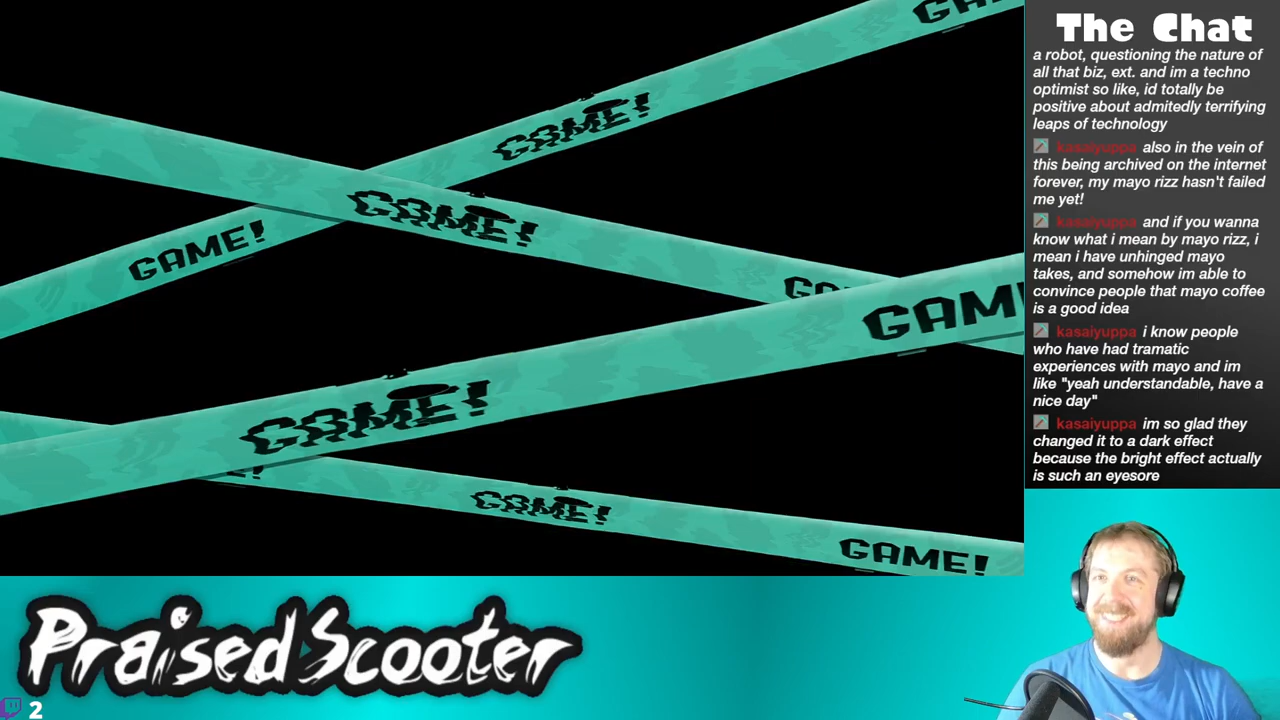 GAME!
GAME!
GAME!
GAME!
GAME!
GAME!
GAME!
The Chat
a robot, questioning the nature of
all that biz, ext. and im a techno
optimist so like, id totally be
positive about admitedly terrifying
leaps of technology
kasaiyuppa also in the vein of
this being archived on the internet
forever, my mayo rizz hasn't failed
me yet!
kasaiyuppa and if you wanna
know what i mean by mayo rizz, i
mean i have unhinged mayo
takes, and somehow im able to
convince people that mayo coffee
is a good idea
kasaiyuppa i know people
who have had tramatic
experiences with mayo and im
like "yeah understandable, have a
nice day"
kasaiyuppa im so glad they
changed it to a dark effect
because the bright effect actually
is such an eyesore
Praised Scooter
2